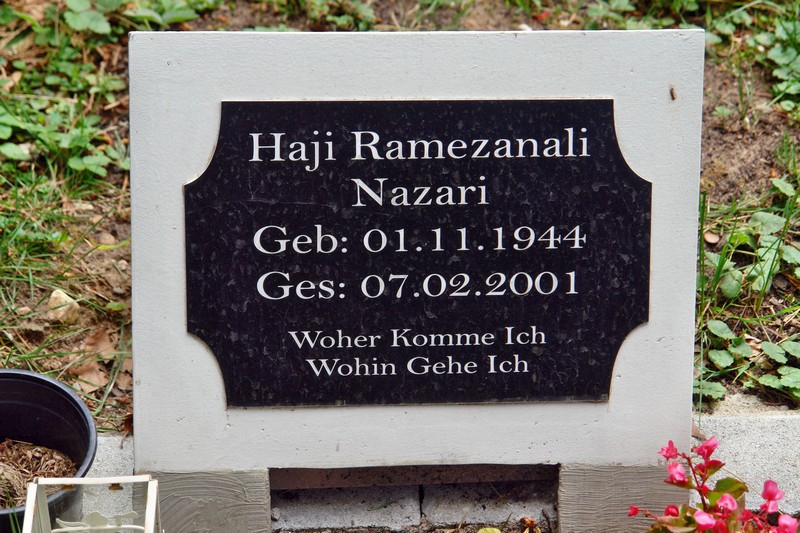 Haji Ramezanali
Nazari
Geb: 01.11.1944
Ges: 07.02.2001
Woher Komme Ich
Wohin Gehe Ich